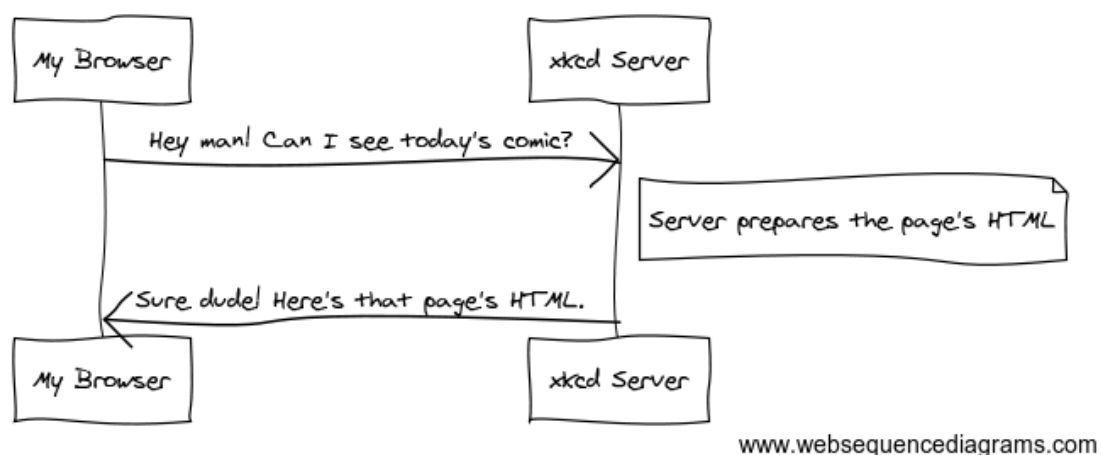 My Browser
xkcd Server
Hey man! Can I see today's comic?
Server prepares the page's HTML
Sure dude! Here's that page's HTML.
My Browser
xkcd Server
www.websequencediagrams.com